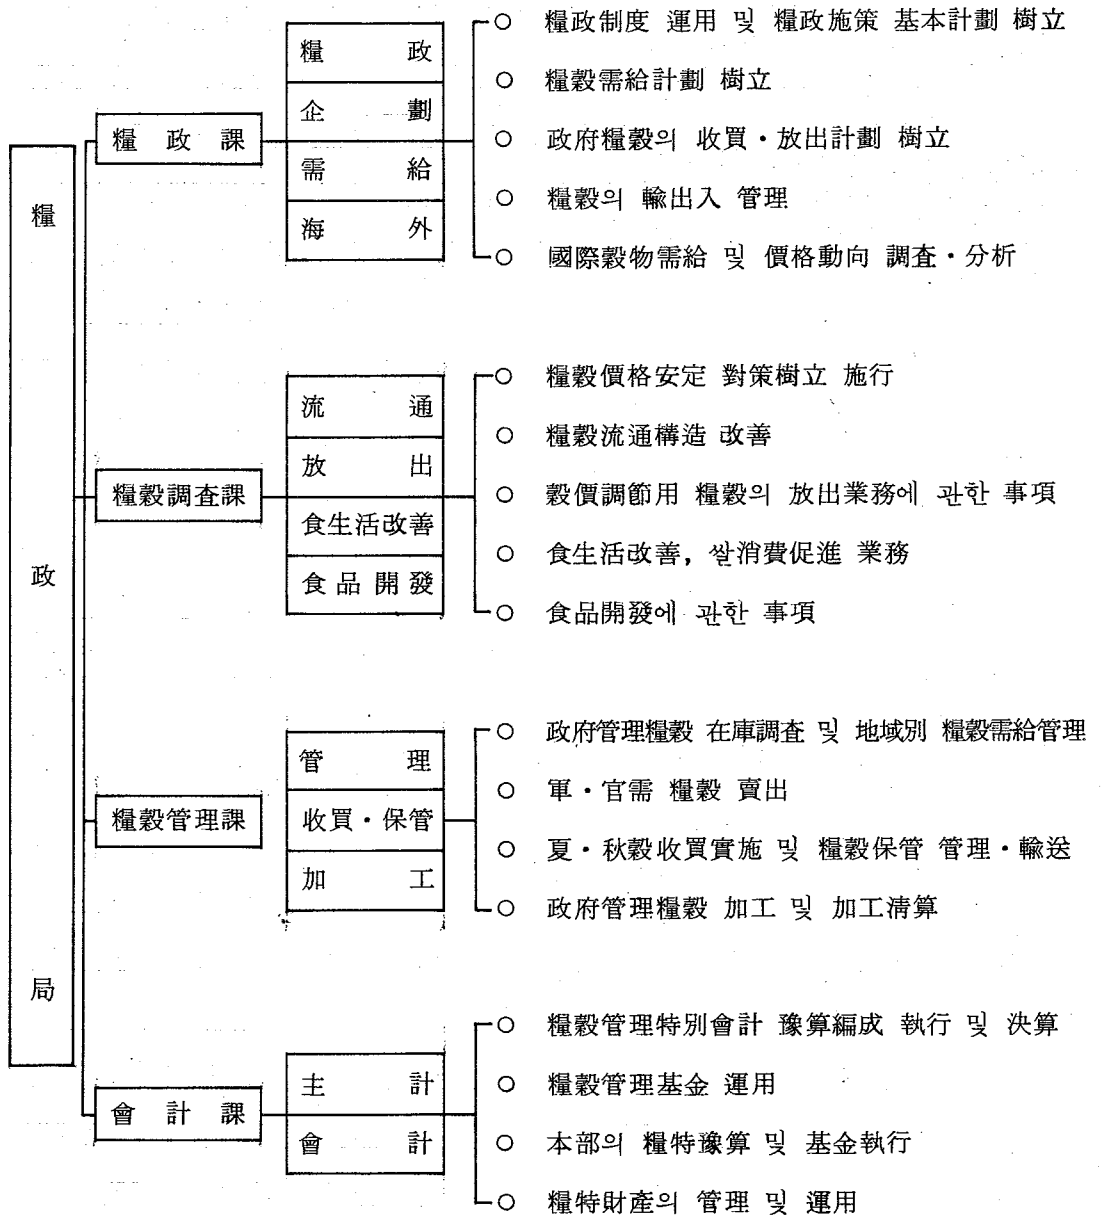 糧政局
糧政課
糧政
企劃
需給
海外
○ 糧政制度 運用 및 糧政施策 基本計劃 樹立
○ 糧穀需給計劃 樹立
○ 政府糧穀의 收買・放出計劃 樹立
○ 糧穀의 輸出入 管理
○ 國際穀物需給 및 價格動向 調査・分析
糧穀調査課
流通
放出
食生活改善
食品開發
○ 糧穀價格安定 對策樹立 施行
○ 糧穀流通構造 改善
○ 穀價調節用 糧穀의 放出業務에 관한 事項
○ 食生活改善, 쌀消費促進 業務
○ 食品開發에 관한 事項
糧穀管理課
管理
收買・保管
加工
○ 政府管理糧穀 在庫調査 및 地域別 糧穀需給管理
○ 軍・官需 糧穀 賣出
○ 夏・秋穀收買實施 및 糧穀保管 管理・輸送
○ 政府管理糧穀 加工 및 加工淸算
會計課
主計
會計
○ 糧穀管理特別會計 豫算編成 執行 및 決算
○ 糧穀管理基金 運用
○ 本部의 糧特豫算 및 基金執行
○ 糧特財産의 管理 및 運用